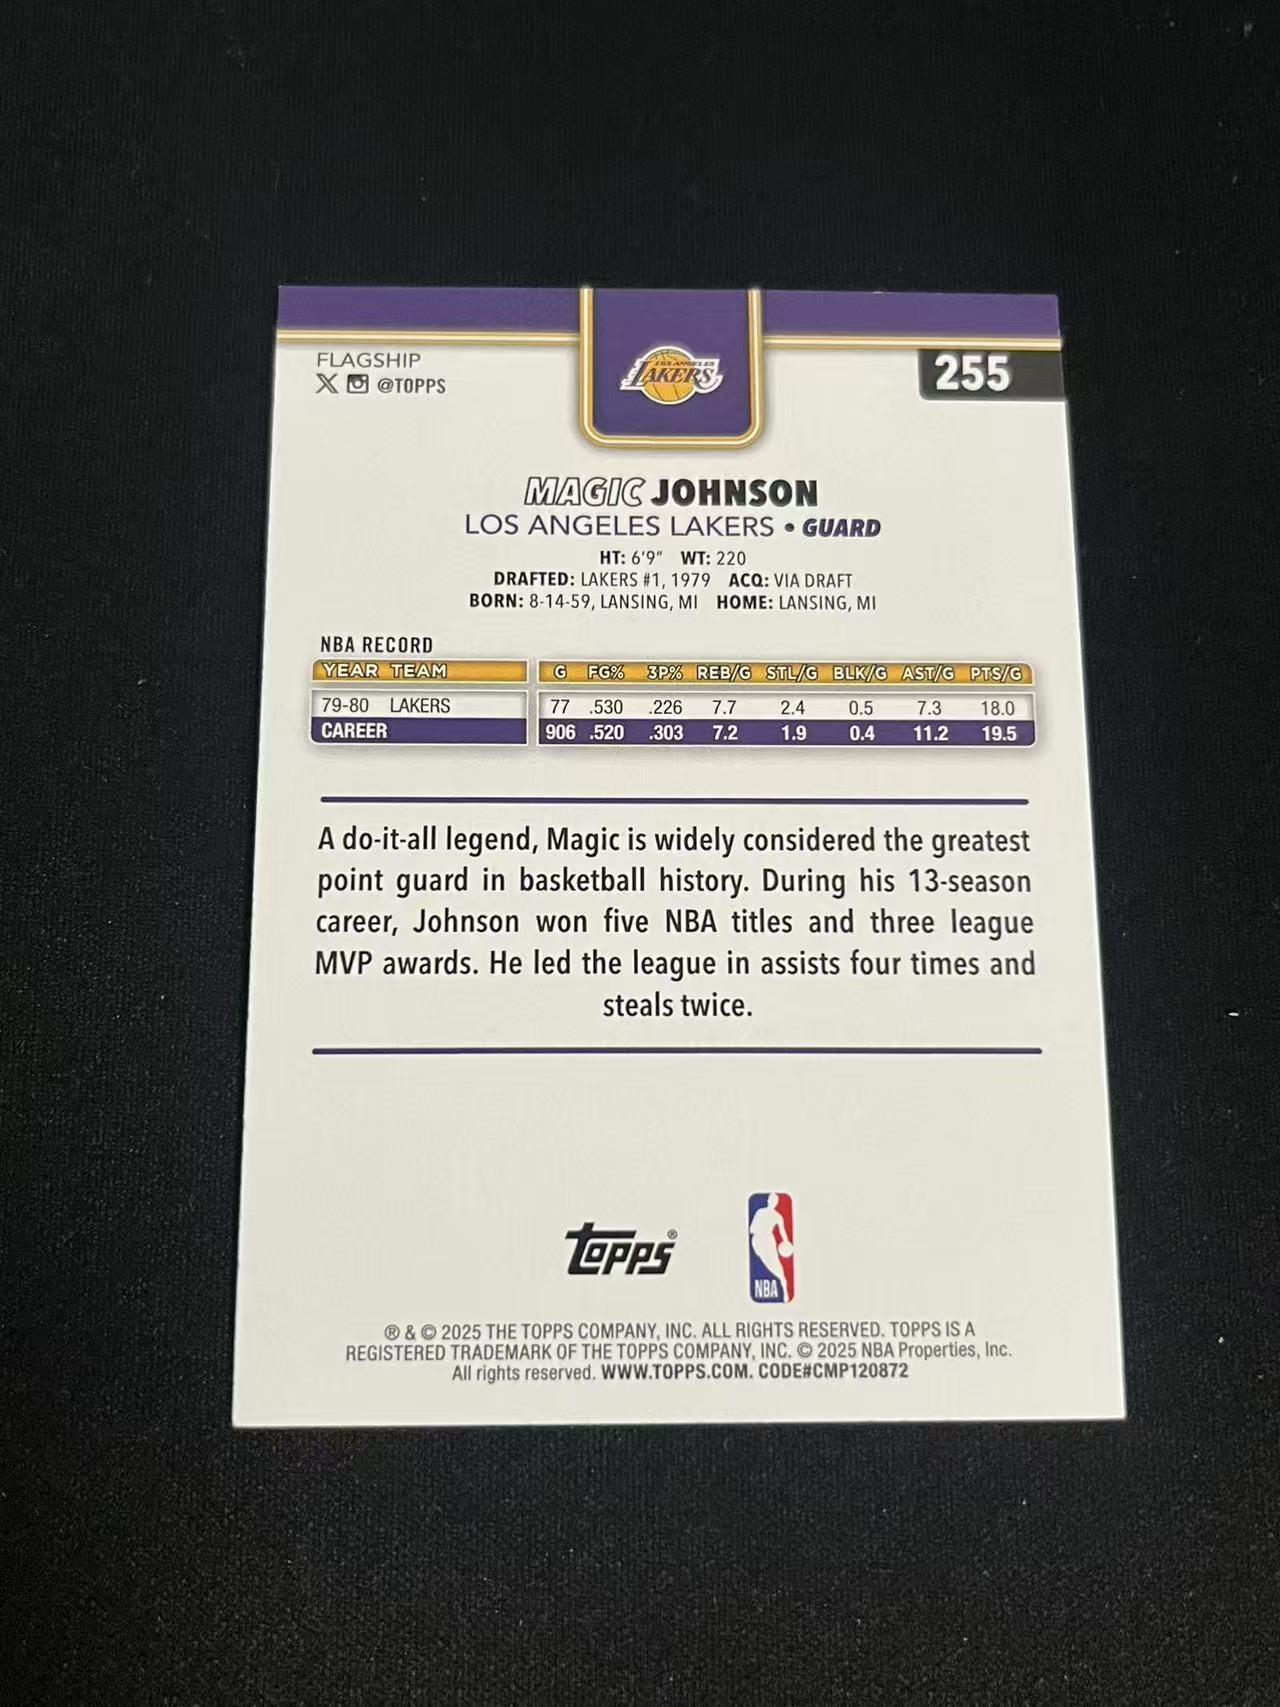 LOS ANGELES
LAKERS
FLAGSHIP
X @TOPPS
255
MAGIC JOHNSON
LOS ANGELES LAKERS • GUARD
HT: 6'9" WT: 220
DRAFTED: LAKERS #1, 1979 ACQ: VIA DRAFT
BORN: 8-14-59, LANSING, MI HOME: LANSING, MI
NBA RECORD
YEAR TEAM G FG% 3P% REB/G STL/G BLK/G AST/G PTS/G
79-80 LAKERS 77 .530 .226 7.7 2.4 0.5 7.3 18.0
CAREER 906 .520 .303 7.2 1.9 0.4 11.2 19.5
A do-it-all legend, Magic is widely considered the greatest
point guard in basketball history. During his 13-season
career, Johnson won five NBA titles and three league
MVP awards. He led the league in assists four times and
steals twice.
Topps®
NBA
® & © 2025 THE TOPPS COMPANY, INC. ALL RIGHTS RESERVED. TOPPS IS A
REGISTERED TRADEMARK OF THE TOPPS COMPANY, INC. © 2025 NBA Properties, Inc.
All rights reserved. WWW.TOPPS.COM. CODE#CMP120872